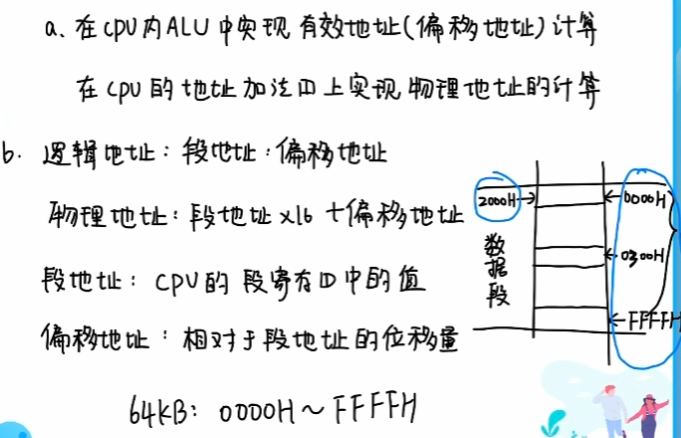 a. 在CPU内ALU中实现有效地址(偏移地址)计算
在CPU的地址加法口上实现物理地址的计算
b. 逻辑地址：段地址：偏移地址
物理地址：段地址x16+偏移地址
段地址：CPU的段寄存口中的值
偏移地址：相对于段地址的位移量
64KB：0000H～FFFFH
2000H
数据段
0000H
0300H
FFFFH